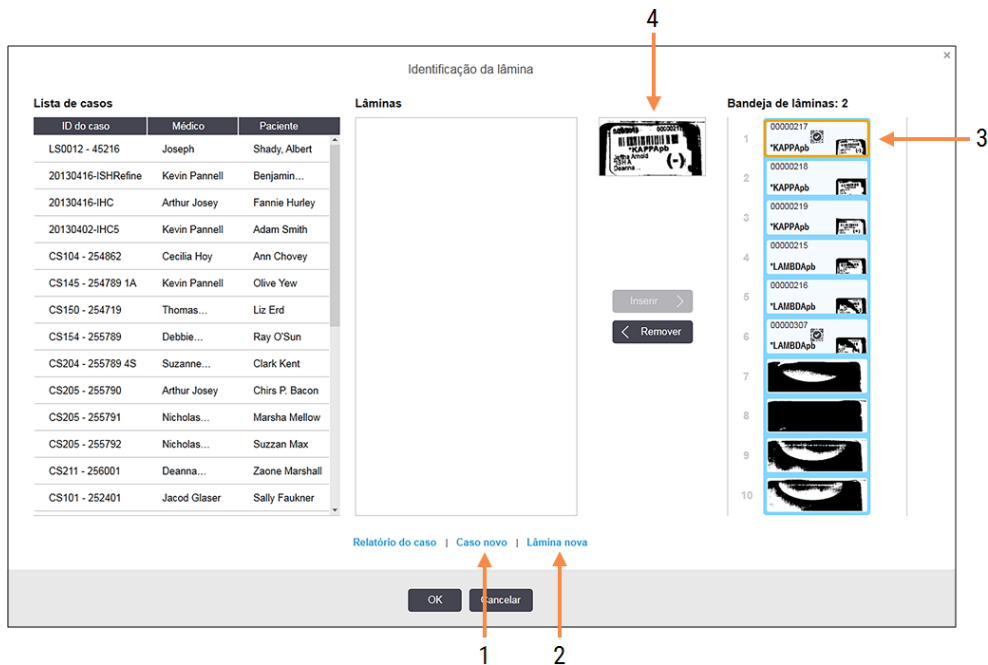 4
Identificação da lâmina
×
Lista de casos
Lâminas
Bandeja de lâminas: 2
ID do caso Médico Paciente
LS0012 - 45216 Joseph Shady, Albert
20130416-ISHRefine Kevin Pannell Benjamin...
20130416-IHC Arthur Josey Fannie Hurley
20130402-IHC5 Kevin Pannell Adam Smith
CS104 - 254862 Cecilia Hoy Ann Chovey
CS145 - 254789 1A Kevin Pannell Olive Yew
CS150 - 254719 Thomas... Liz Erd
CS154 - 255789 Debbie... Ray O'Sun
CS204 - 255789 4S Suzanne... Clark Kent
CS205 - 255790 Arthur Josey Chirs P. Bacon
CS205 - 255791 Nicholas... Marsha Mellow
CS205 - 255792 Nicholas... Suzzan Max
CS211 - 256001 Deanna... Zaone Marshall
CS101 - 252401 Jacod Glaser Sally Faukner
*KAPPApb
(-)
Deanna
Inserir >
< Remover
1 00000217
*KAPPApb
(-)
3
2 00000218
*KAPPApb
3 00000219
*KAPPApb
4 00000215
*LAMBDApb
5 00000216
*LAMBDApb
6 00000307
*LAMBDApb
7
8
9
10
Relatório do caso | Caso novo | Lâmina nova
OK
Cancelar
1
2